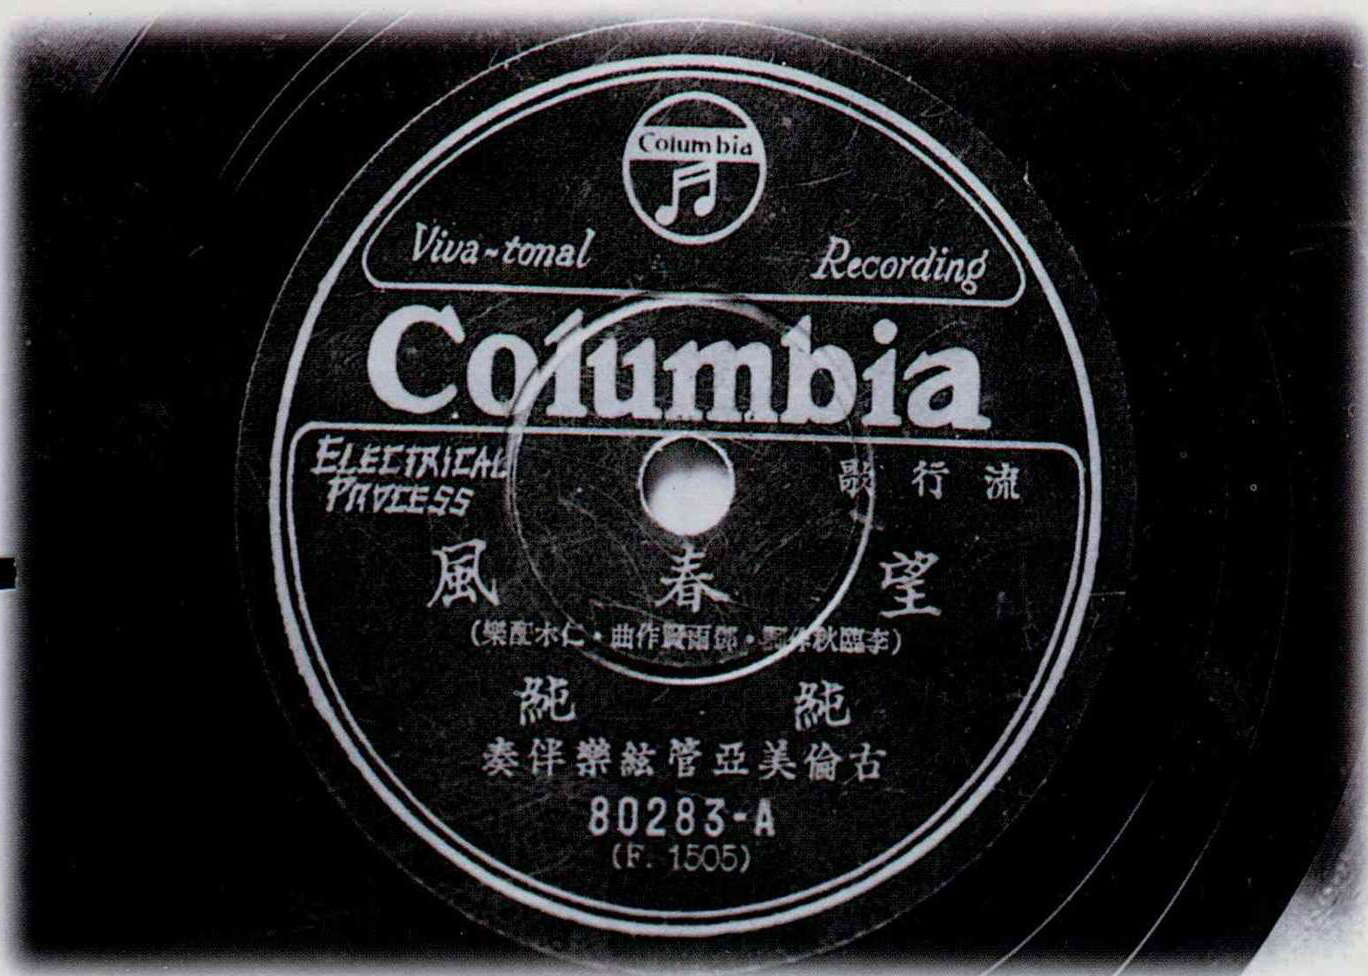 Columbia
Viva-tonal Recording
Columbia
ELECTRICAL
PROCESS
流行歌
望春風
(李臨秋作詞・鄧雨賢作曲・仁木配樂)
純純
古倫美亞管絃樂伴奏
80283-A
(F. 1505)